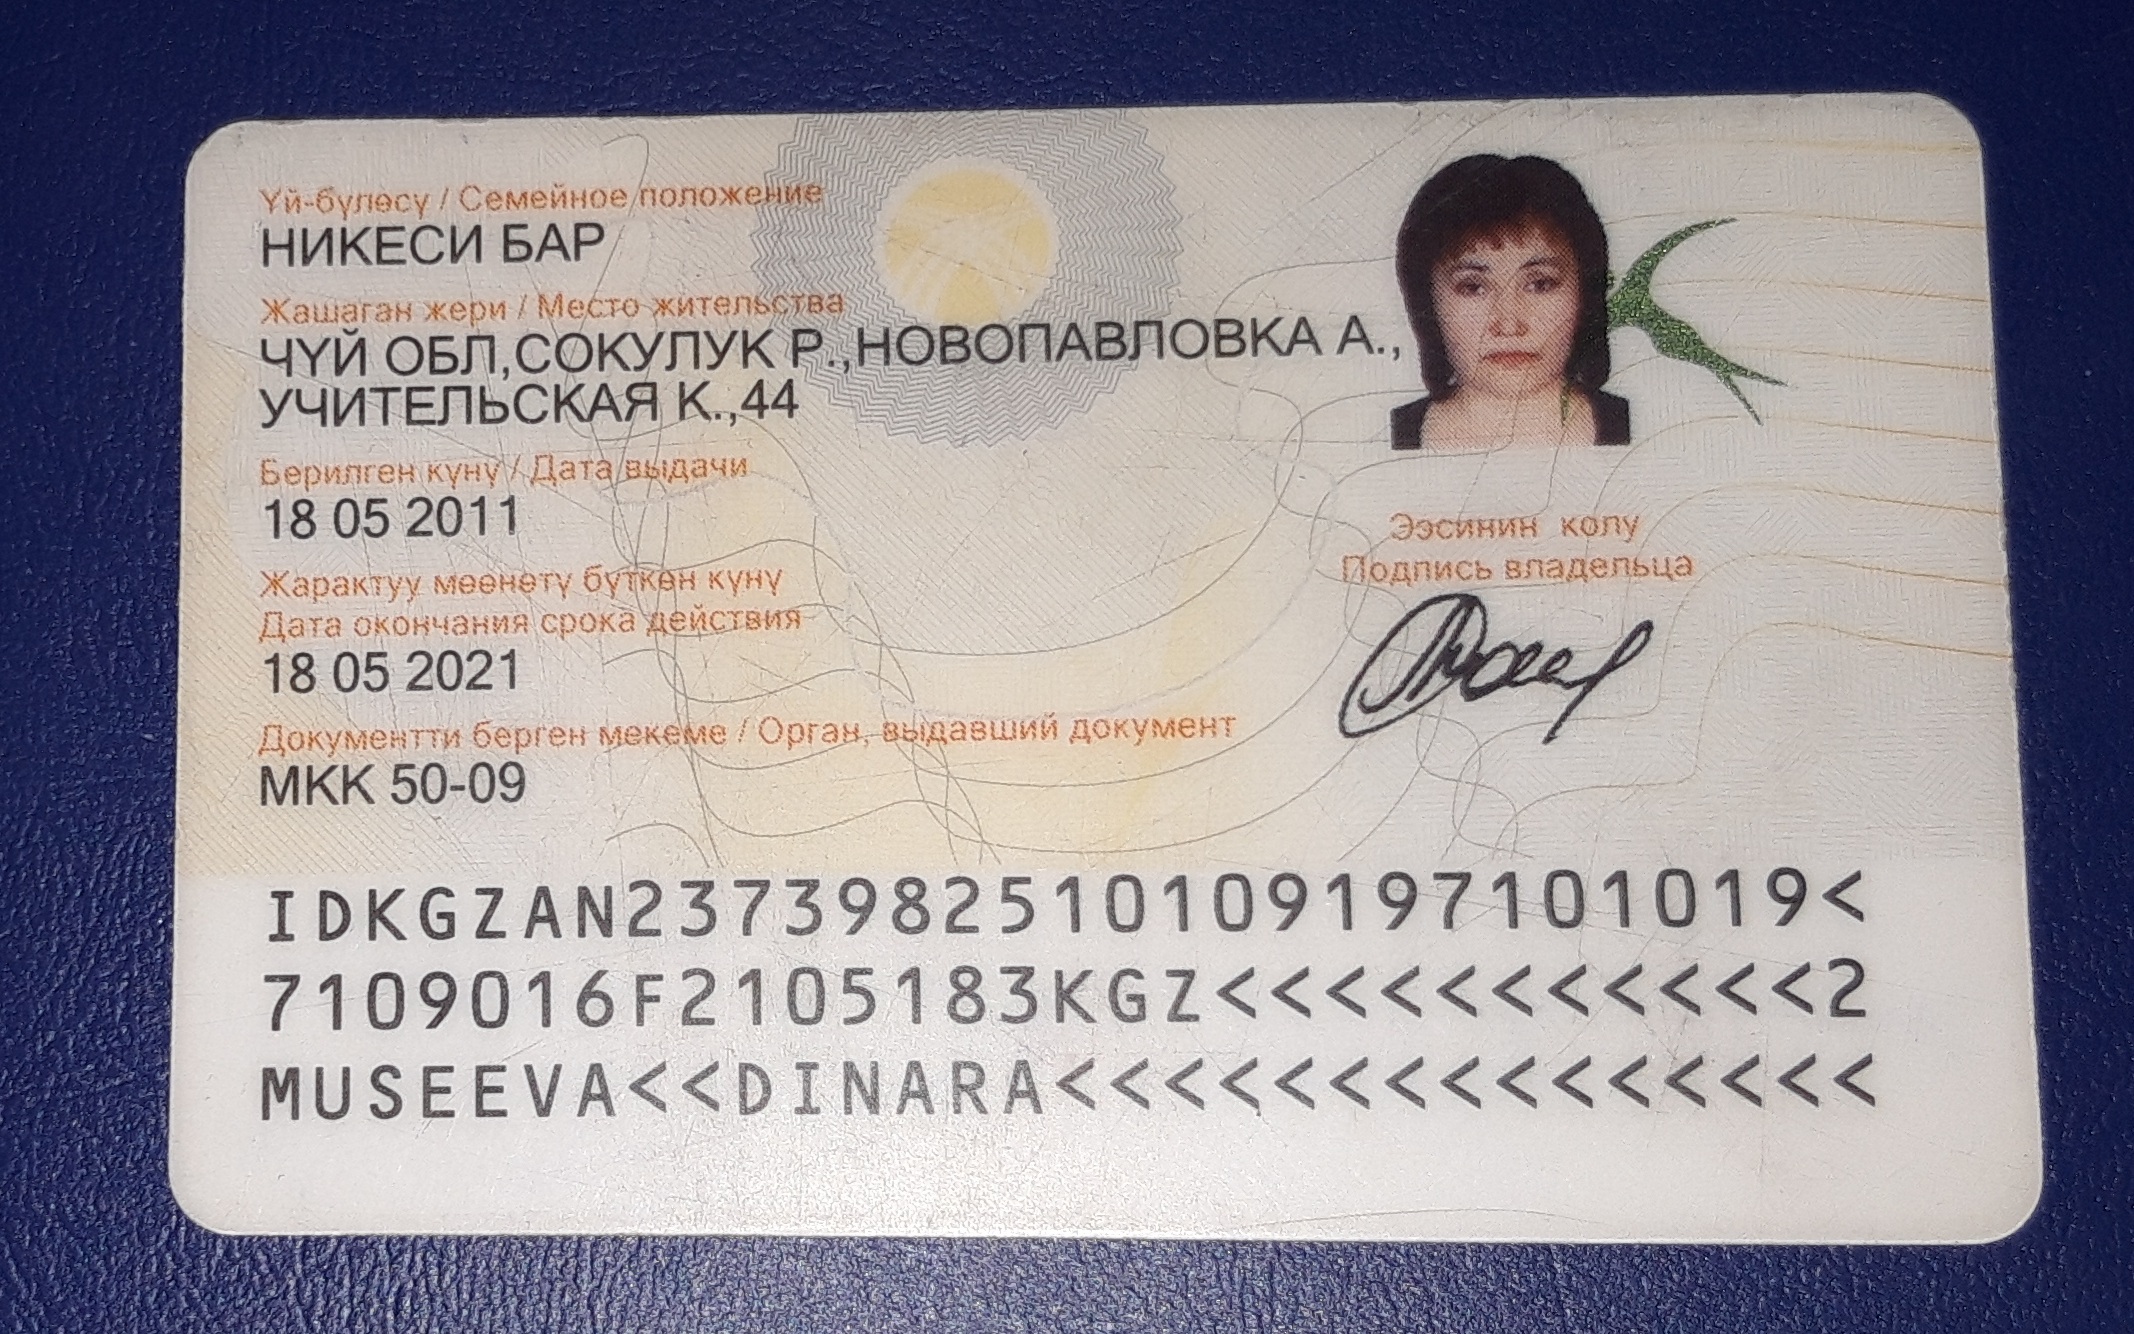 Үй-бүлөсү / Семейное положение
НИКЕСИ БАР
Жашаган жери / Место жительства
ЧҮЙ ОБЛ,СОКУЛУК Р.,НОВОПАВЛОВКА А.,
УЧИТЕЛЬСКАЯ К.,44
Берилген күнү / Дата выдачи
18 05 2011
Жарактуу мөөнөтү бүткөн күнү
Дата окончания срока действия
18 05 2021
Документти берген мекеме / Орган, выдавший документ
МКК 50-09
Ээсинин колу
Подпись владельца
IDKGZAN2373982510109197101019<
7109016F2105183KGZ<<<<<<<<<<<2
MUSEEVA<<DINARA<<<<<<<<<<<<<<<